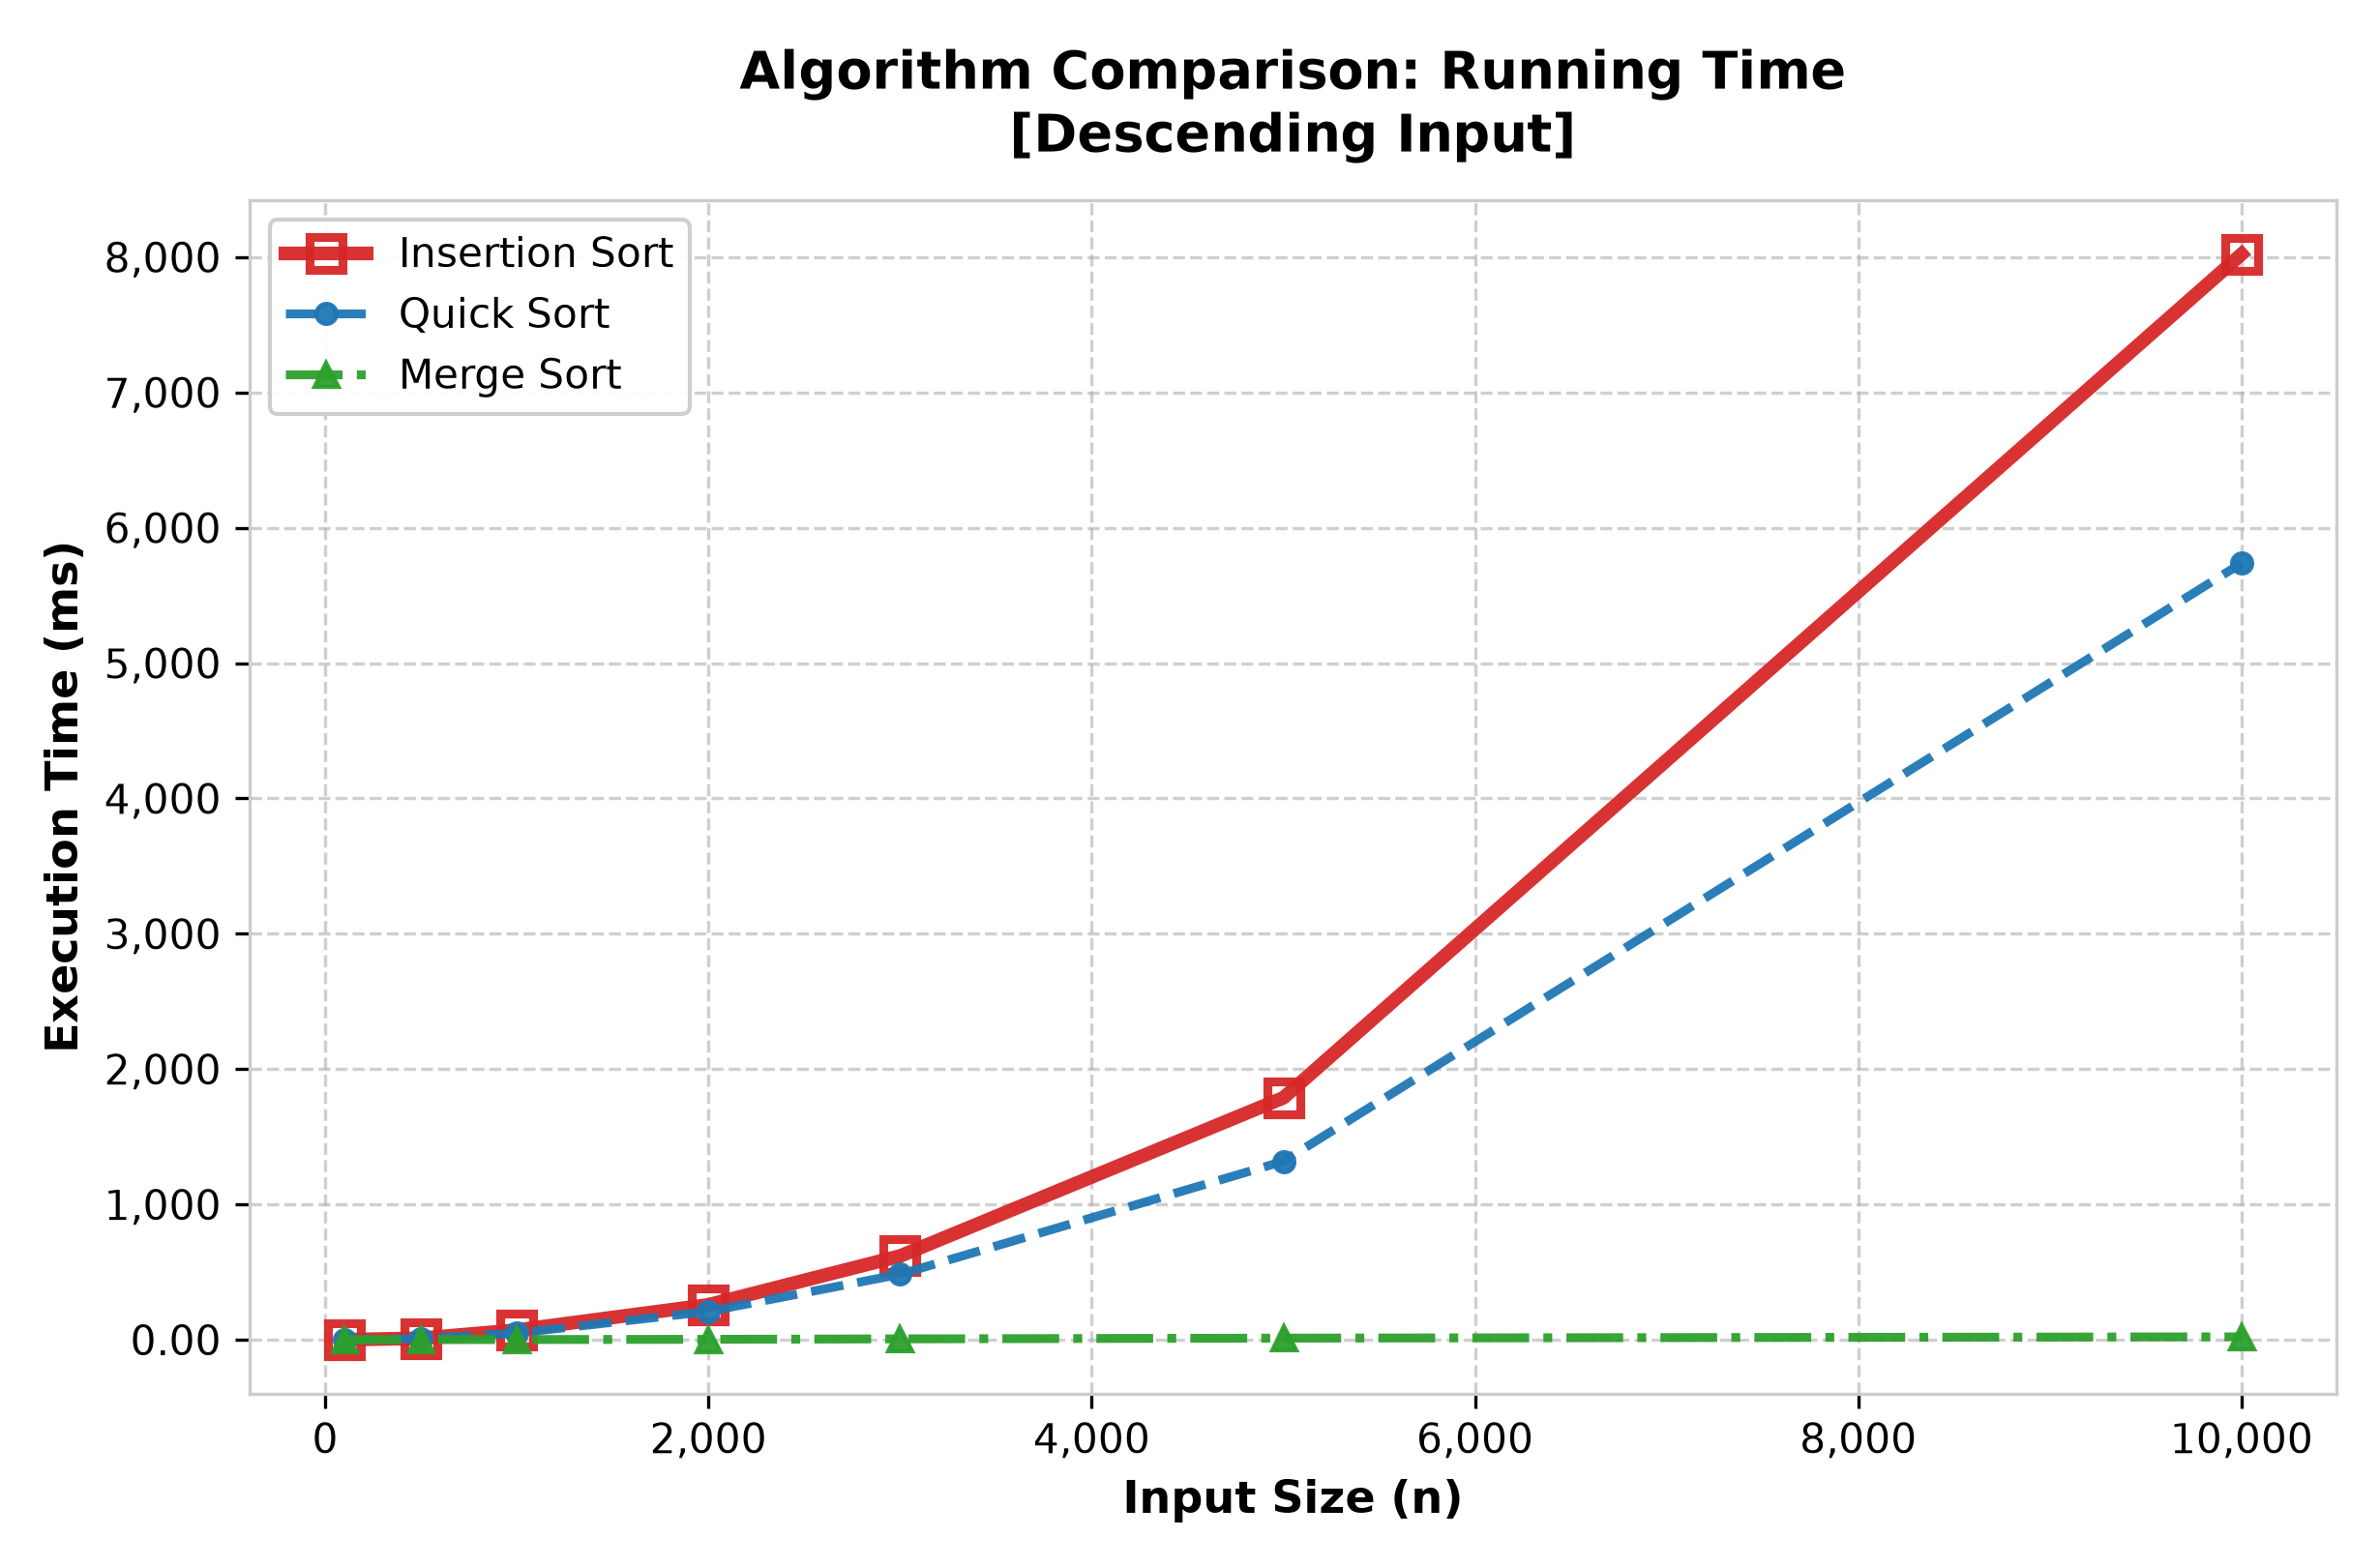 Algorithm Comparison: Running Time
[Descending Input]
Insertion Sort
Quick Sort
Merge Sort
Execution Time (ms)
8,000
7,000
6,000
5,000
4,000
3,000
2,000
1,000
0.00
0
2,000
4,000
6,000
8,000
10,000
Input Size (n)